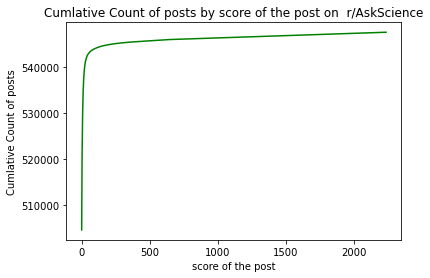 Cumlative Count of posts by score of the post on r/AskScience
Cumlative Count of posts
540000
530000
520000
510000
0 500 1000 1500 2000
score of the post